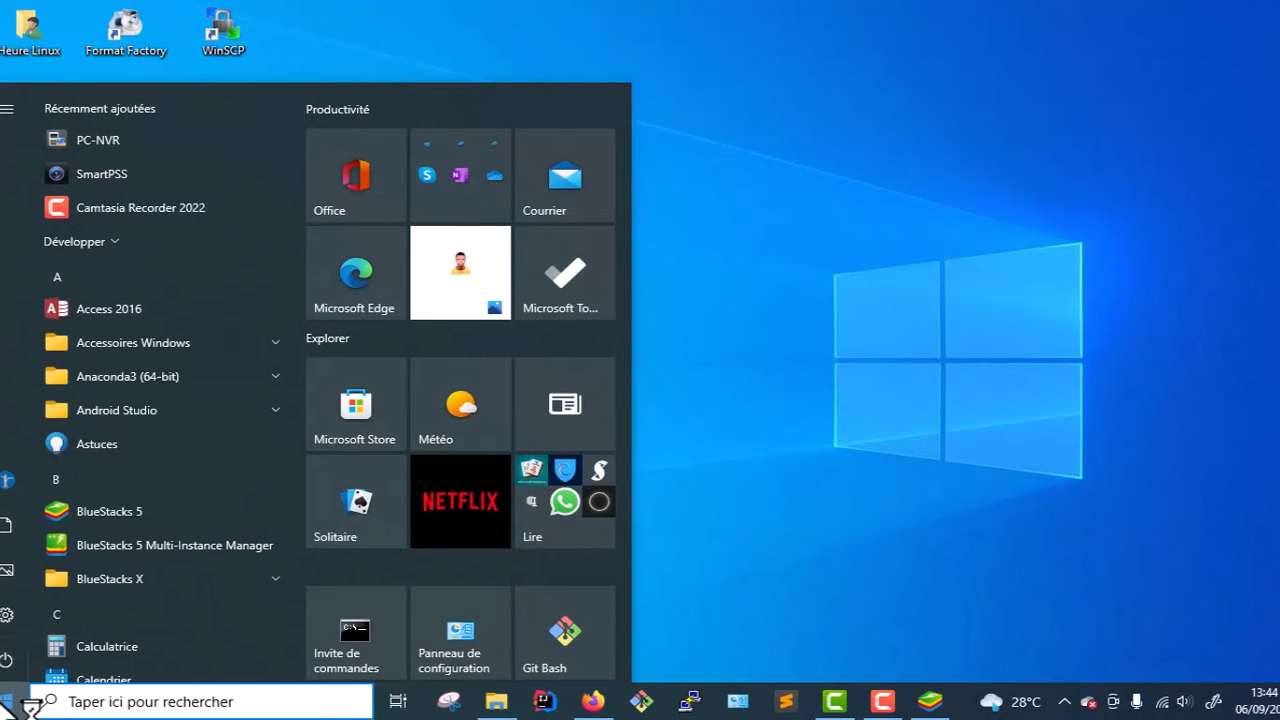 Heure Linux
Format Factory
WinSCP
Récemment ajoutées
PC-NVR
SmartPSS
Camtasia Recorder 2022
Développer
A
Access 2016
Accessoires Windows
Anaconda3 (64-bit)
Android Studio
Astuces
B
BlueStacks 5
BlueStacks 5 Multi-Instance Manager
BlueStacks X
C
Calculatrice
Calendrier
Productivité
Office
Courrier
Microsoft Edge
Microsoft To...
Explorer
Microsoft Store
Météo
Solitaire
NETFLIX
Lire
Invite de
commandes
Panneau de
configuration
Git Bash
Taper ici pour rechercher
28°C
13:44
06/09/20